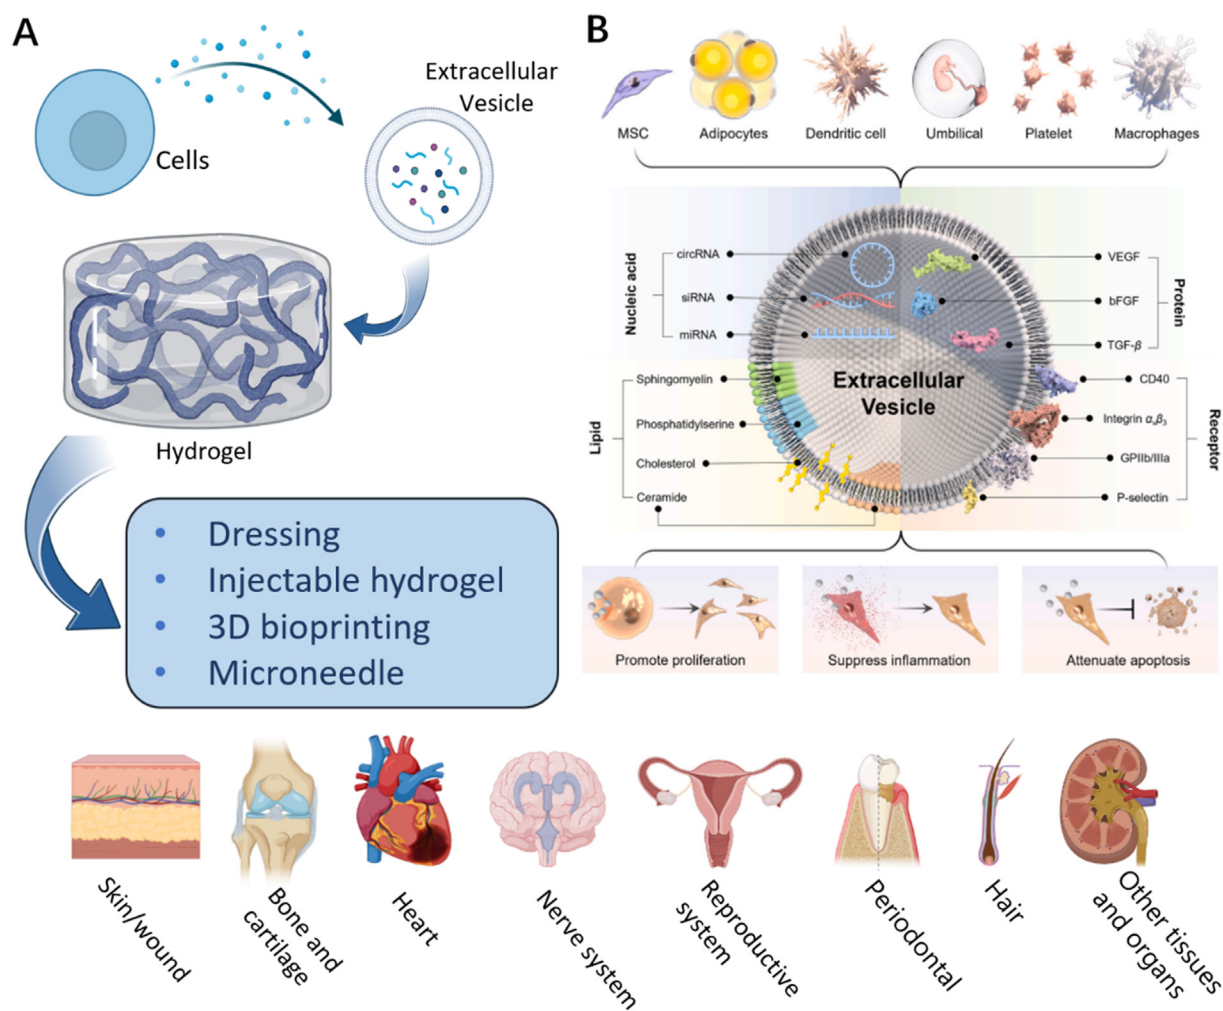 A
Cells
Extracellular
Vesicle
Hydrogel
• Dressing
• Injectable hydrogel
• 3D bioprinting
• Microneedle
B
MSC
Adipocytes
Dendritic cell
Umbilical
Platelet
Macrophages
Nucleic acid
circRNA
siRNA
miRNA
VEGF
bFGF
TGF-β
Protein
Extracellular
Vesicle
Lipid
Sphingomyelin
Phosphatidylserine
Cholesterol
Ceramide
CD40
Integrin αᵥβ₃
GPIIb/IIIa
P-selectin
Receptor
Promote proliferation
Suppress inflammation
Attenuate apoptosis
Skin/wound
Bone and
cartilage
Heart
Nerve system
Reproductive
system
Periodontal
Hair
Other tissues
and organs